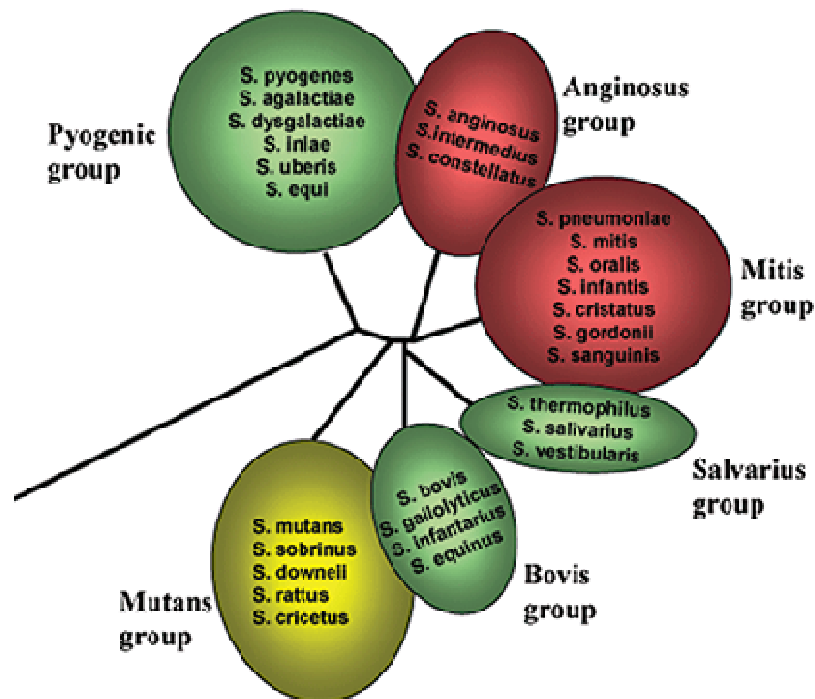 Pyogenic
group
S. pyogenes
S. agalactiae
S. dysgalactiae
S. iniae
S. uberis
S. equi
S. anginosus
S.intermedius
S. constellatus
Anginosus
group
S. pneumoniae
S. mitis
S. oralis
S. infantis
S. cristatus
S. gordonii
S. sanguinis
Mitis
group
S. thermophilus
S. salivarius
S. vestibularis
Salvarius
group
S. bovis
S. gallolyticus
S. infantarius
S. equinus
Bovis
group
S. mutans
S. sobrinus
S. downeii
S. rattus
S. cricetus
Mutans
group